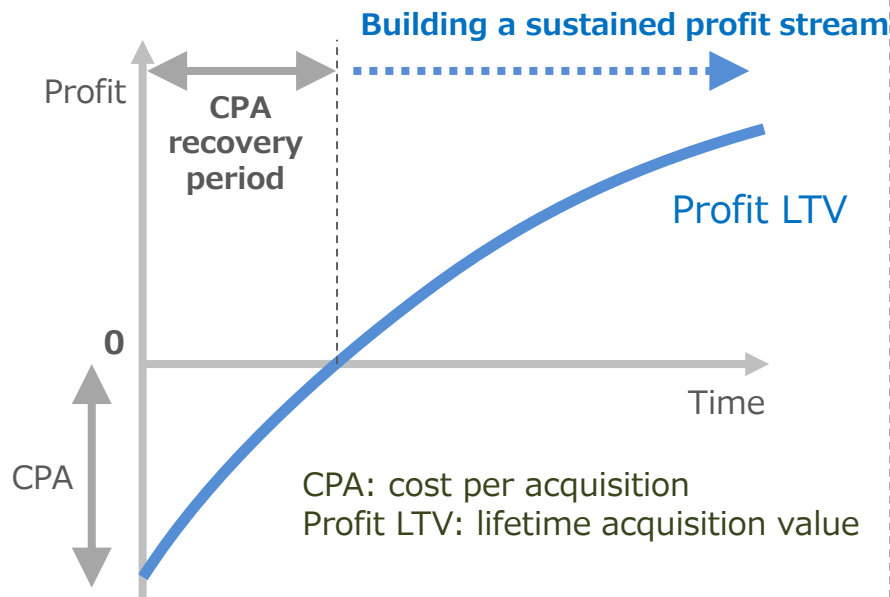 Building a sustained profit stream
Profit
CPA
recovery
period
Profit LTV
0
Time
CPA
CPA: cost per acquisition
Profit LTV: lifetime acquisition value